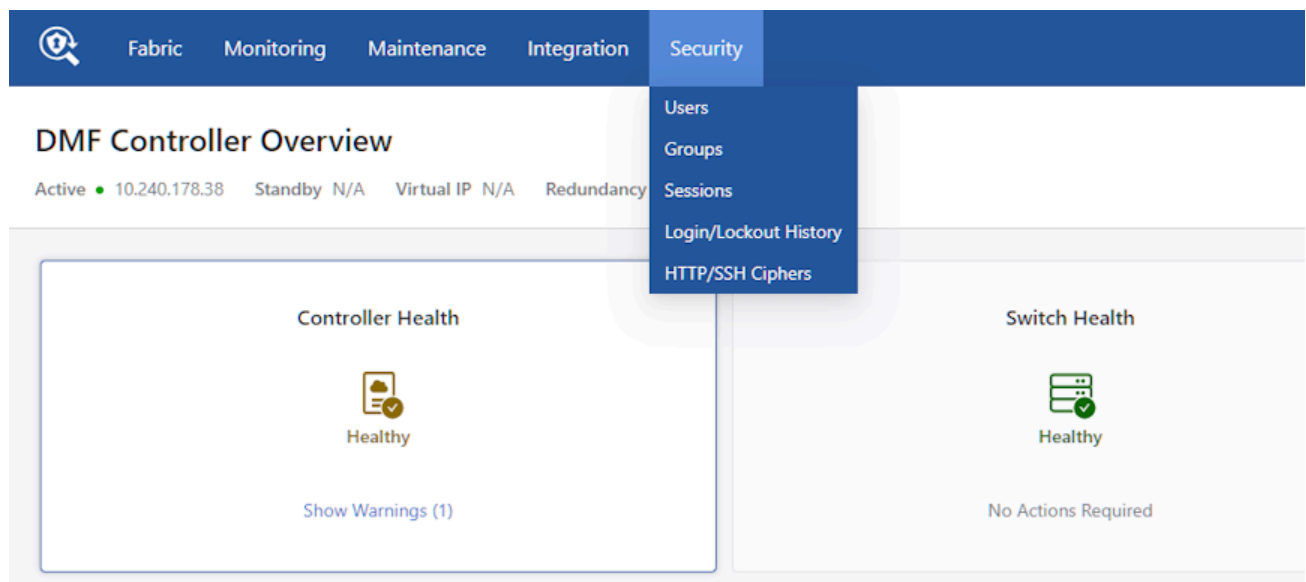 Fabric Monitoring Maintenance Integration Security
Users
Groups
Sessions
Login/Lockout History
HTTP/SSH Ciphers
DMF Controller Overview
Active 10.240.178.38 Standby N/A Virtual IP N/A Redundancy
Controller Health
Healthy
Show Warnings (1)
Switch Health
Healthy
No Actions Required